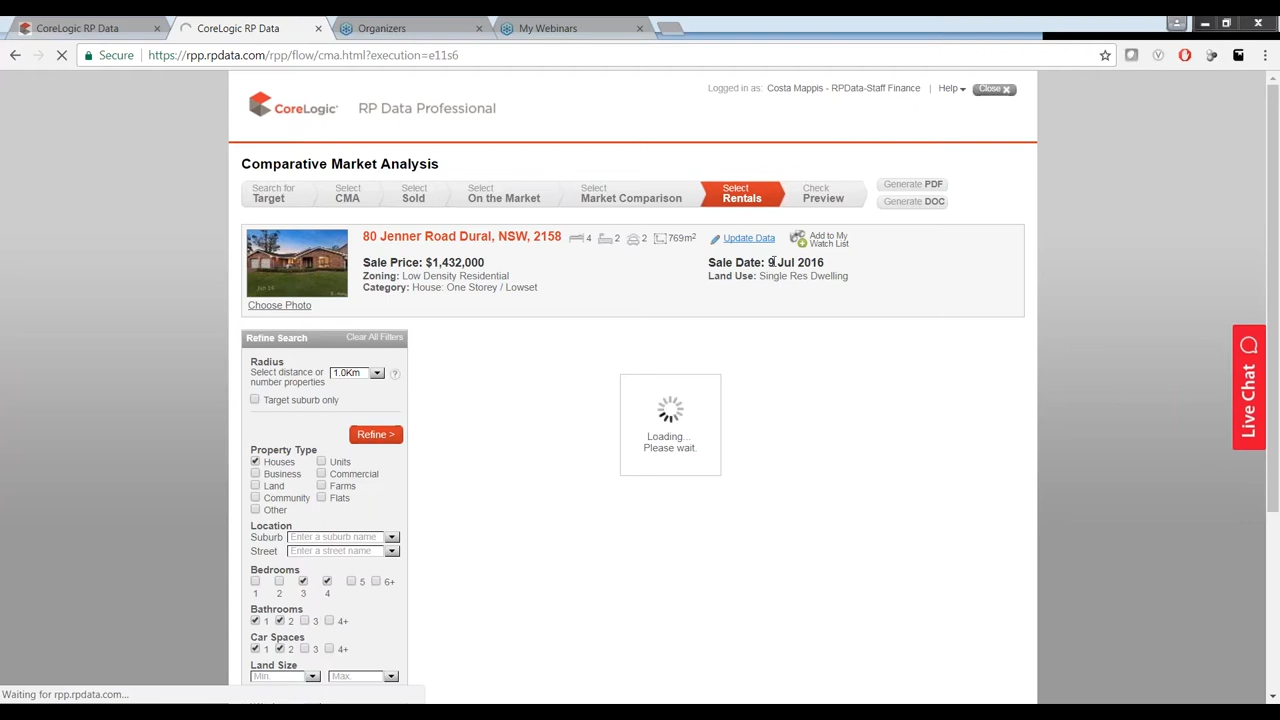 CoreLogic RP Data
CoreLogic RP Data
Organizers
My Webinars
Secure
https://rpp.rpdata.com/rpp/flow/cma.html?execution=e11s6
CoreLogic RP Data Professional
Logged in as: Costa Mappis - RPData-Staff Finance | Help Close
Comparative Market Analysis
Search for Target
Select CMA
Select Sold
Select On the Market
Select Market Comparison
Select Rentals
Check Preview
Generate PDF
Generate DOC
80 Jenner Road Dural, NSW, 2158 4 2 2 769m² Update Data
Add to My Watch List
Sale Price: $1,432,000
Sale Date: 9 Jul 2016
Zoning: Low Density Residential
Land Use: Single Res Dwelling
Category: House: One Storey / Lowset
Jan 19
Choose Photo
Refine Search Clear All Filters
Radius
Select distance or number properties
1.0Km
?
Target suburb only
Refine >
Property Type
Houses Units
Business Commercial
Land Farms
Community Flats
Other
Location
Suburb Enter a suburb name
Street Enter a street name
Bedrooms
5 6+
1 2 3 4
Bathrooms
1 2 3 4+
Car Spaces
1 2 3 4+
Land Size
Min. Max.
Loading...
Please wait.
Live Chat
Waiting for rpp.rpdata.com...